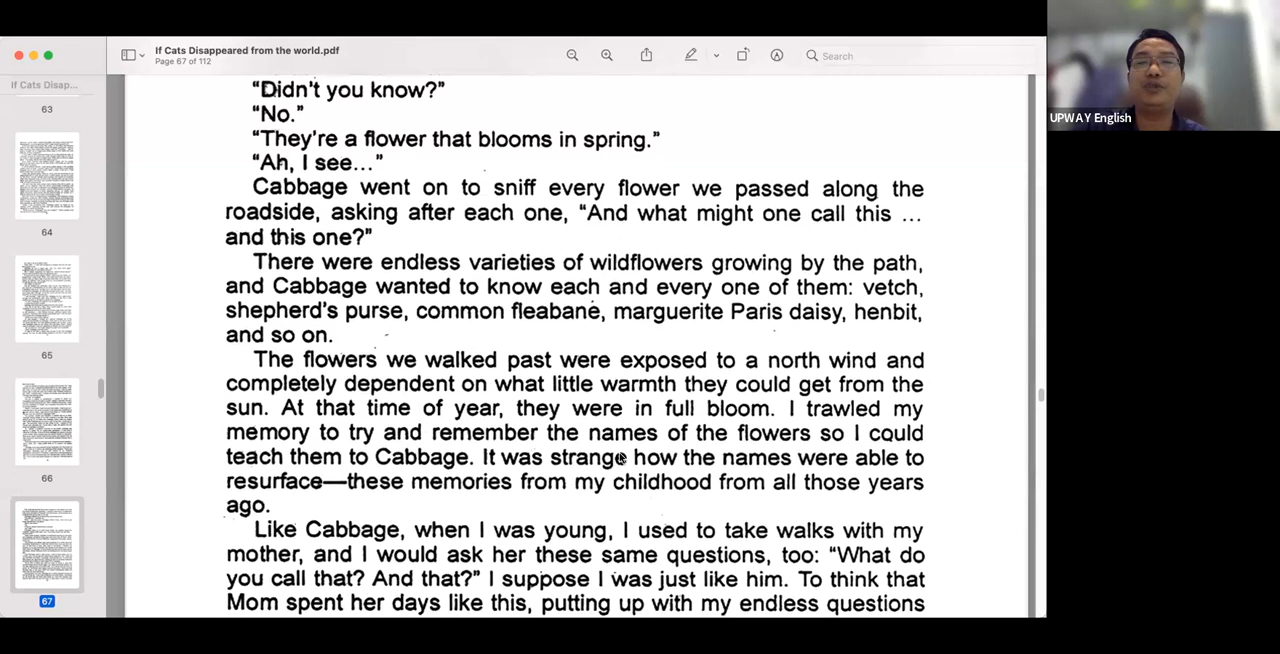 If Cats Disappeared from the world.pdf
Page 67 of 112
Search
UPWAY English
If Cats Disap...
63
64
65
66
67
“Didn't you know?”
“No.”
“They're a flower that blooms in spring.”
“Ah, I see...”
Cabbage went on to sniff every flower we passed along the
roadside, asking after each one, “And what might one call this ...
and this one?”
There were endless varieties of wildflowers growing by the path,
and Cabbage wanted to know each and every one of them: vetch,
shepherd's purse, common fleabane, marguerite Paris daisy, henbit,
and so on.
The flowers we walked past were exposed to a north wind and
completely dependent on what little warmth they could get from the
sun. At that time of year, they were in full bloom. I trawled my
memory to try and remember the names of the flowers so I could
teach them to Cabbage. It was strange how the names were able to
resurface—these memories from my childhood from all those years
ago.
Like Cabbage, when I was young, I used to take walks with my
mother, and I would ask her these same questions, too: “What do
you call that? And that?” I suppose I was just like him. To think that
Mom spent her days like this, putting up with my endless questions